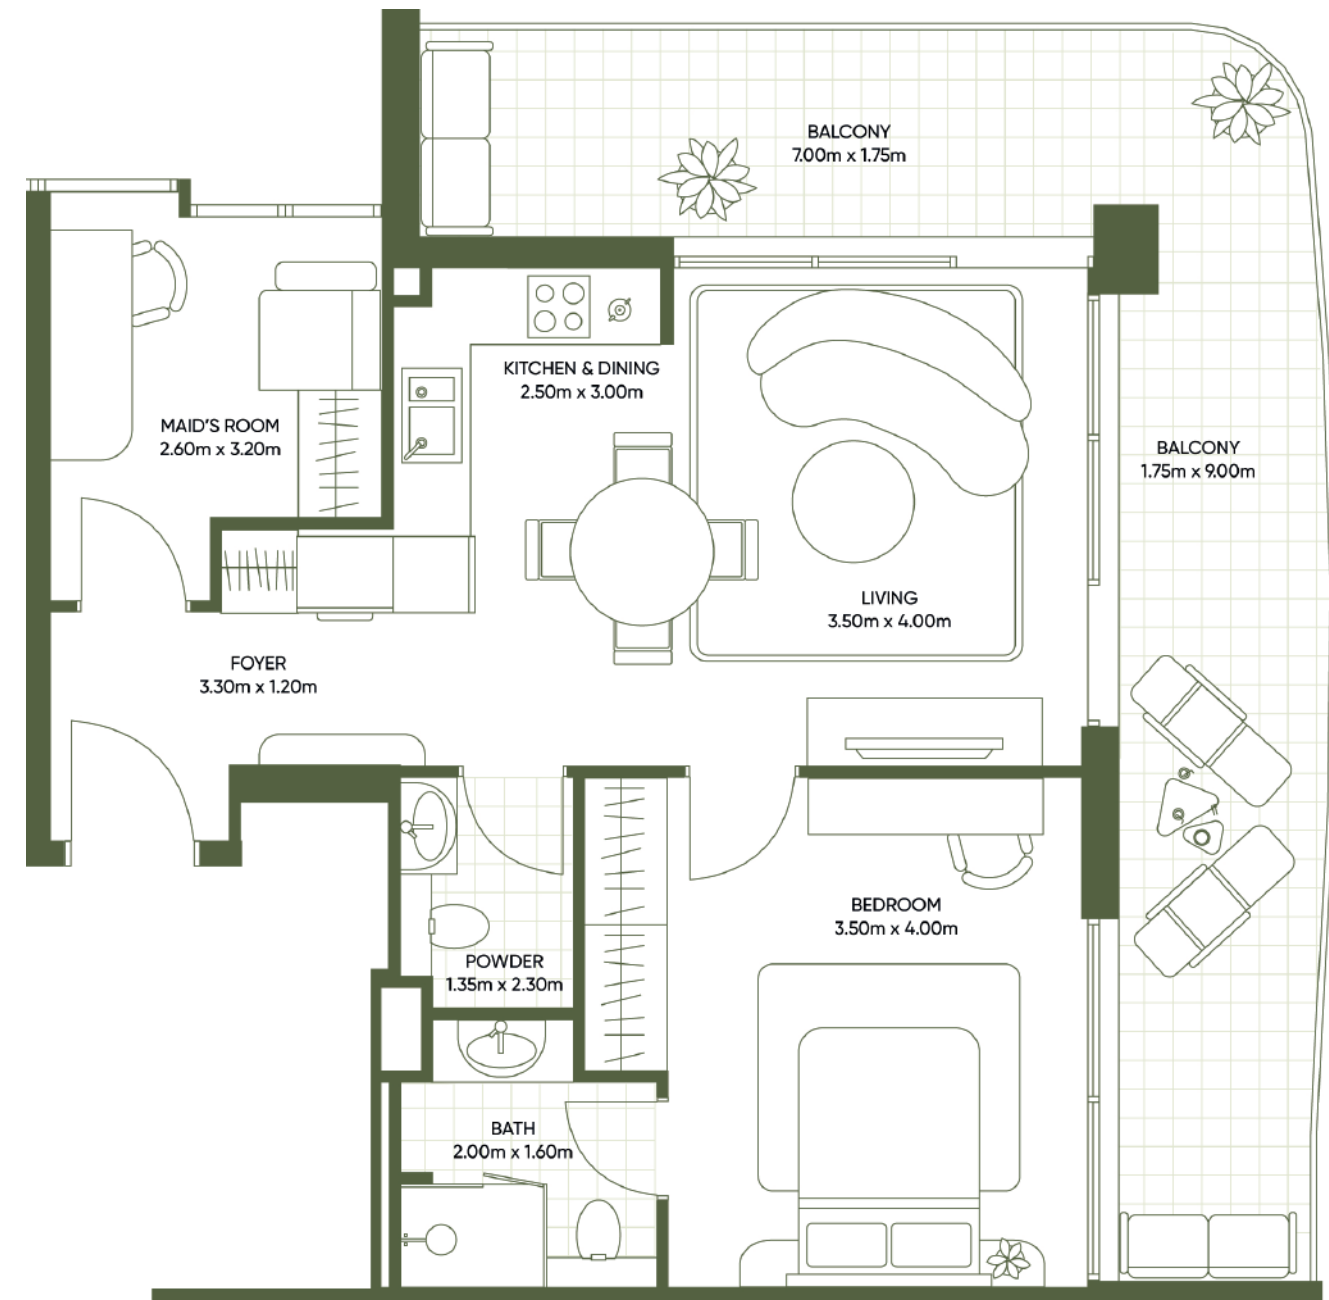 BALCONY
7.00m x 1.75m
KITCHEN & DINING
2.50m x 3.00m
MAID'S ROOM
2.60m x 3.20m
BALCONY
1.75m x 9.00m
LIVING
3.50m x 4.00m
FOYER
3.30m x 1.20m
BEDROOM
3.50m x 4.00m
POWDER
1.35m x 2.30m
BATH
2.00m x 1.60m